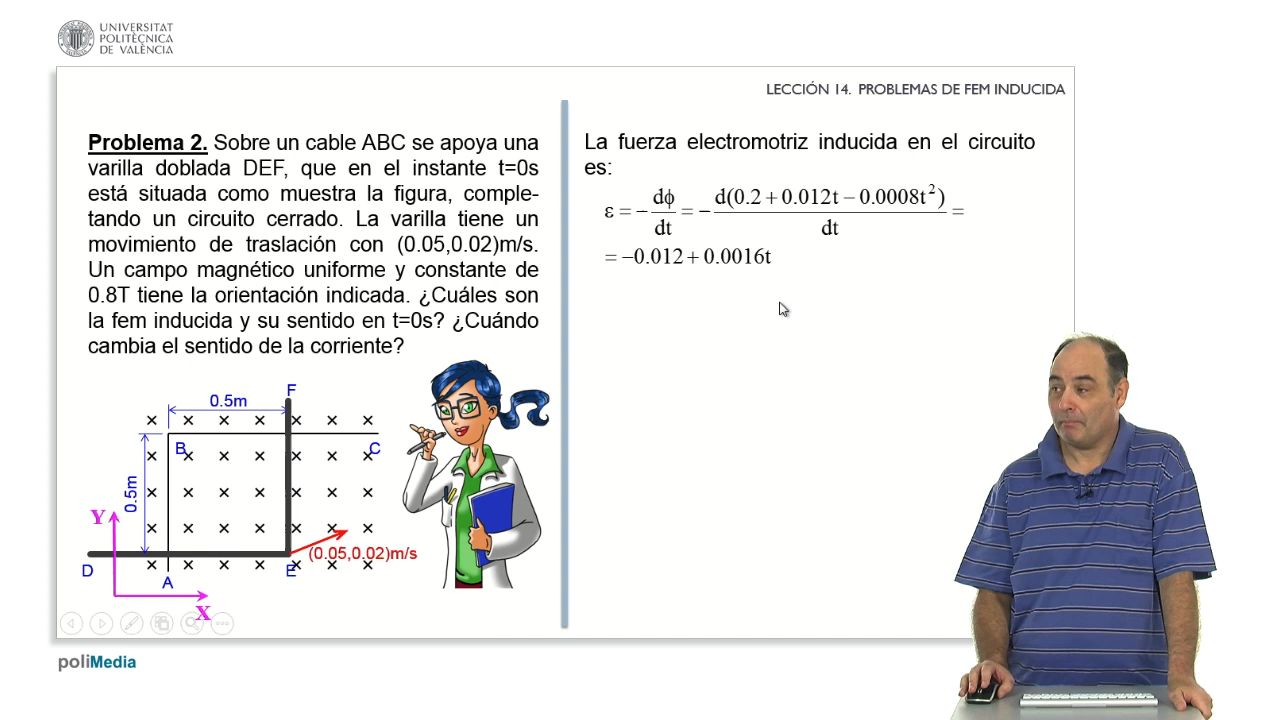 UNIVERSITAT
POLITÈCNICA
DE VALÈNCIA
LECCIÓN 14. PROBLEMAS DE FEM INDUCIDA
Problema 2. Sobre un cable ABC se apoya una
varilla doblada DEF, que en el instante t=0s
está situada como muestra la figura, comple-
tando un circuito cerrado. La varilla tiene un
movimiento de traslación con (0.05,0.02)m/s.
Un campo magnético uniforme y constante de
0.8T tiene la orientación indicada. ¿Cuáles son
la fem inducida y su sentido en t=0s? ¿Cuándo
cambia el sentido de la corriente?
F
0.5m
B
C
0.5m
Y
(0.05,0.02)m/s
D
A
E
X
La fuerza electromotriz inducida en el circuito
es:
ε = − dϕ/dt = − d(0.2 + 0.012t − 0.0008t²)/dt =
= −0.012 + 0.0016t
poliMedia